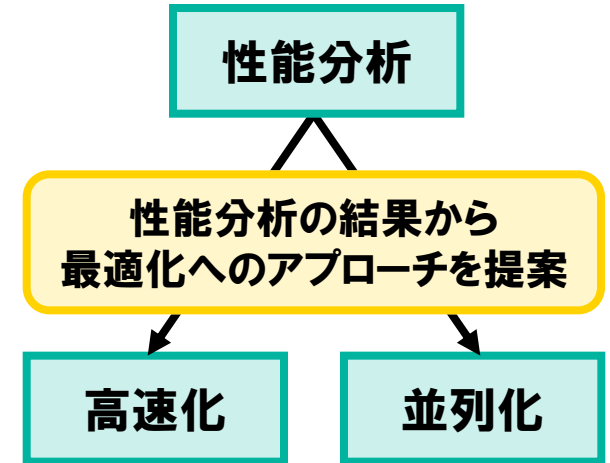 性能分析
性能分析の結果から
最適化へのアプローチを提案
高速化
並列化